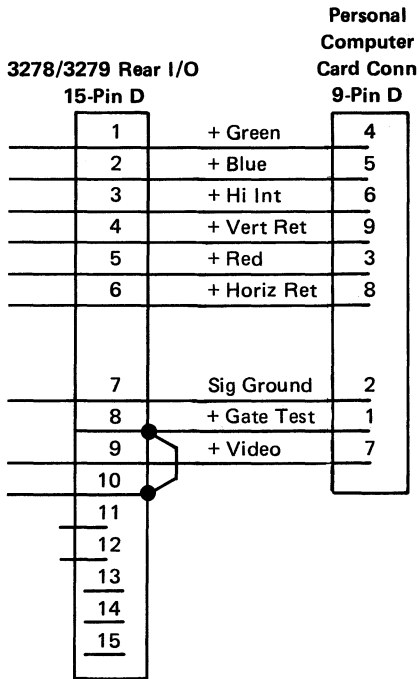 Personal
Computer
3278/3279 Rear I/O Card Conn
15-Pin D 9-Pin D
1 + Green 4
2 + Blue 5
3 + Hi Int 6
4 + Vert Ret 9
5 + Red 3
6 + Horiz Ret 8
7 Sig Ground 2
8 + Gate Test 1
9 + Video 7
10
11
12
13
14
15